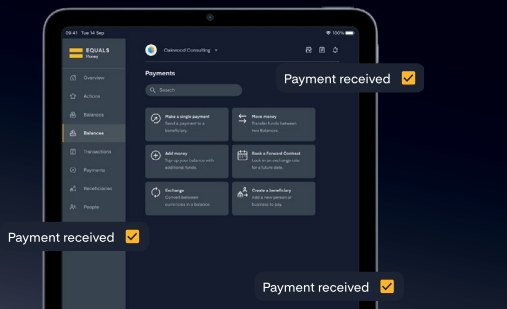 09:41 Tue 14 Sep
100%
EQUALS
Money
Oakwood Consulting
Payments
Search
Overview
Actions
Balances
Balances
Transactions
Payments
Beneficiaries
People
Make a single payment
Send a payment to a
beneficiary
Move money
Transfer funds between
two Balances.
Add money
Top up your balance with
additional funds.
Book a Forward Contract
Lock in an exchange rate
for a future date.
Exchange
Convert between
currencies in a balance.
Create a beneficiary
Add a new person or
business to pay.
Payment received
Payment received
Payment received